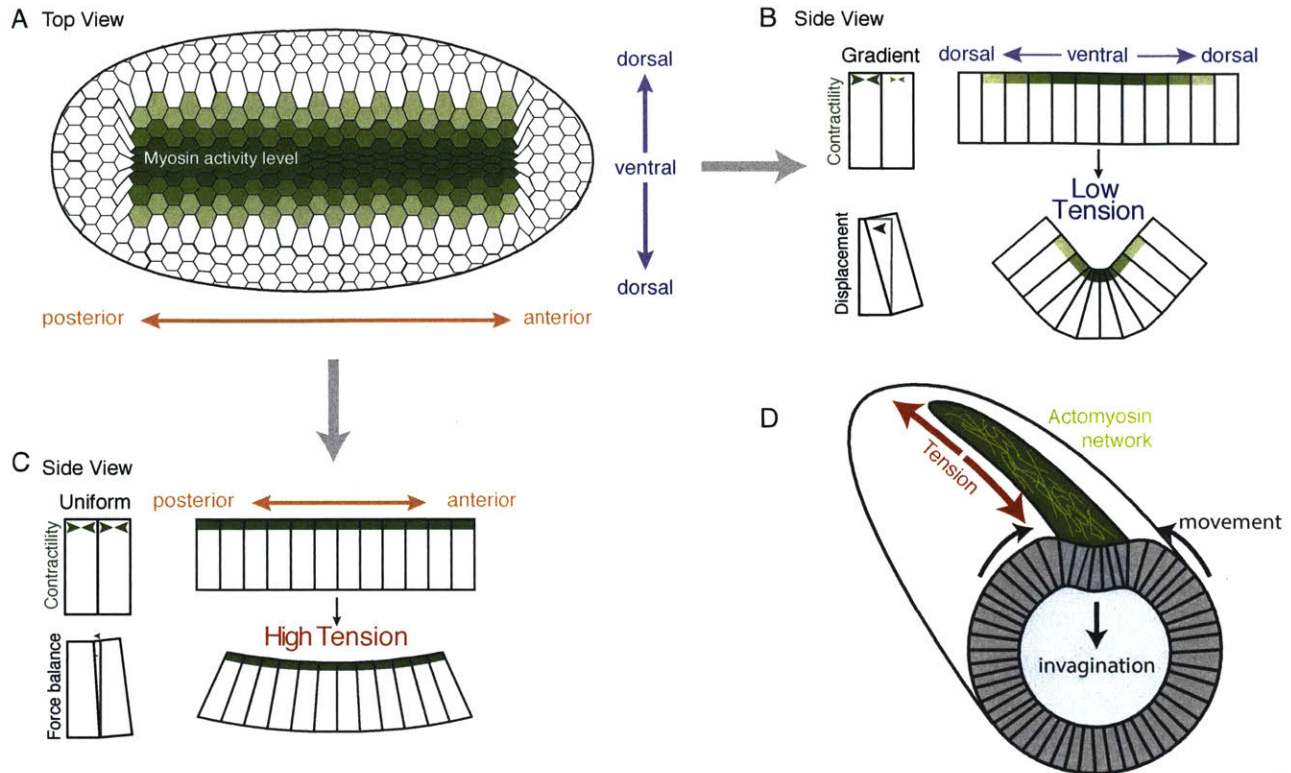 A Top View
Myosin activity level
dorsal
ventral
dorsal
posterior
anterior
B Side View
Gradient
dorsal
ventral
dorsal
Contractility
Low
Tension
Displacement
C Side View
Uniform
posterior
anterior
Contractility
High Tension
Force balance
D
Actomyosin
network
Tension
movement
invagination